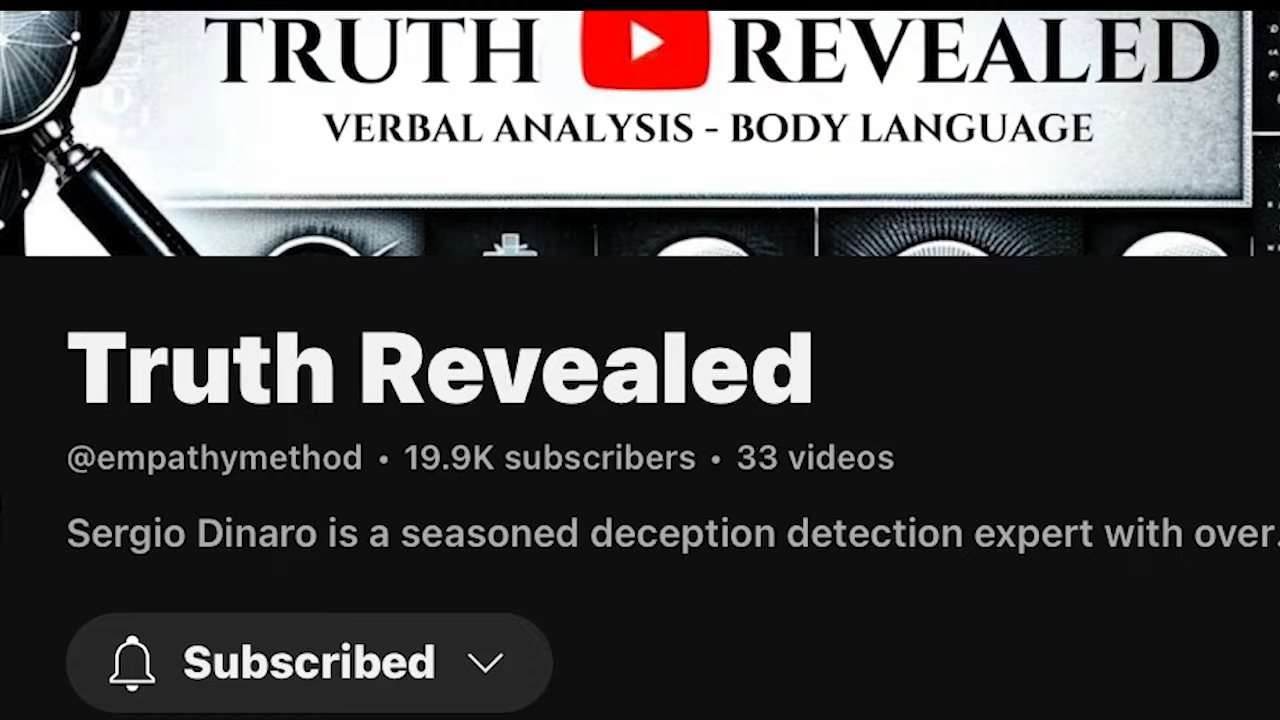 TRUTH REVEALED
VERBAL ANALYSIS - BODY LANGUAGE
Truth Revealed
@empathymethod • 19.9K subscribers • 33 videos
Sergio Dinaro is a seasoned deception detection expert with over.
Subscribed